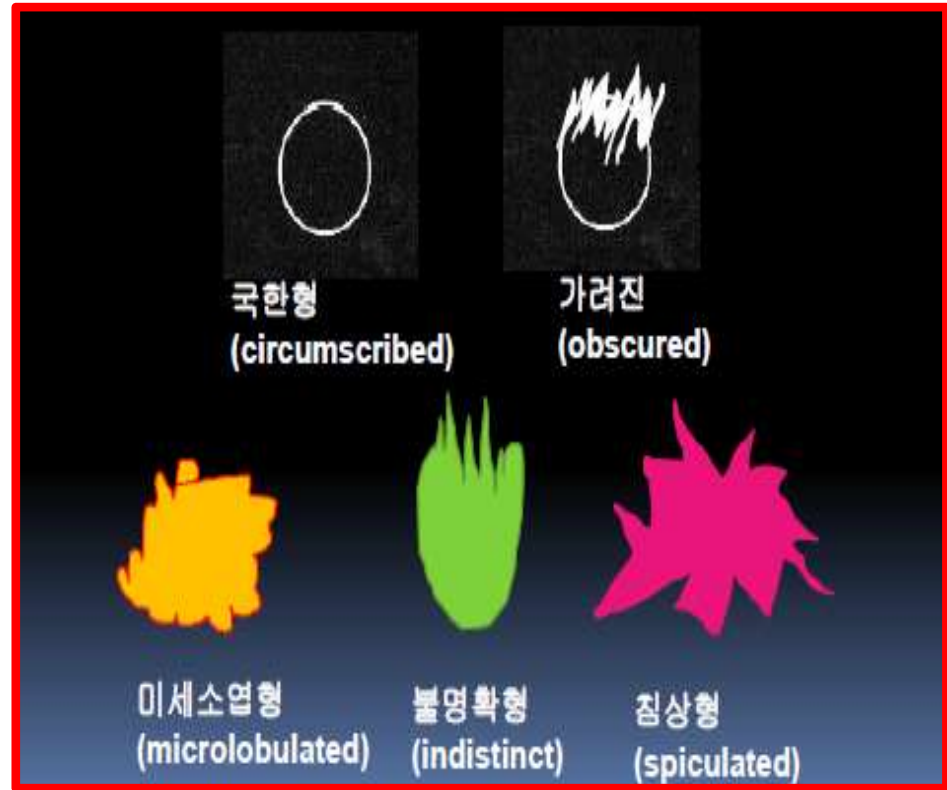 국한형
(circumscribed)
가려진
(obscured)
미세소엽형
(microlobulated)
불명확형
(indistinct)
침상형
(spiculated)